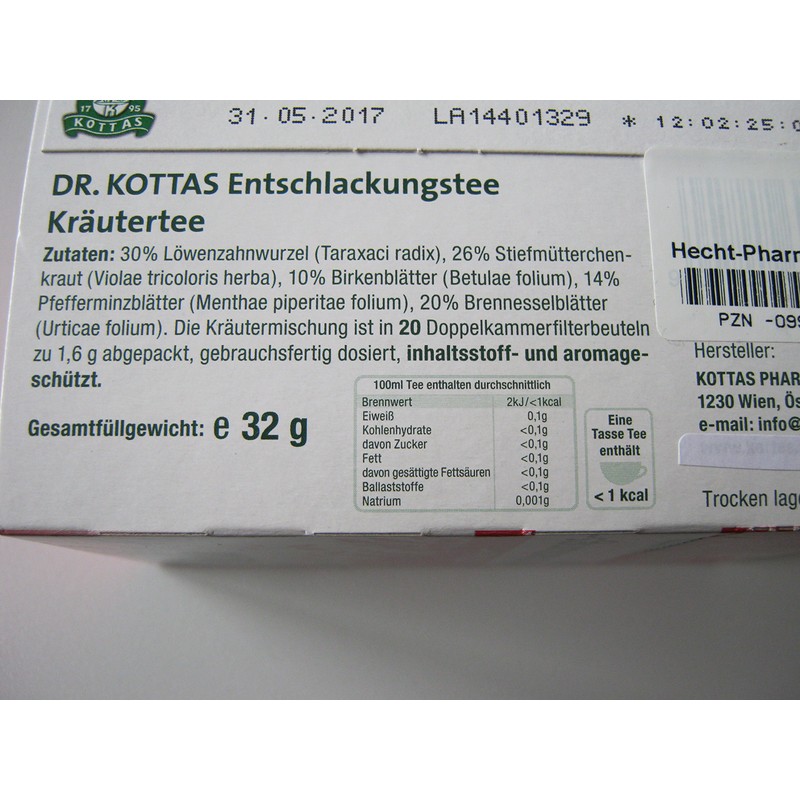 17 95
KOTTAS
31·05·2017 LA14401329 * 12:02:25:0
DR. KOTTAS Entschlackungstee
Kräutertee
Zutaten: 30% Löwenzahnwurzel (Taraxaci radix), 26% Stiefmütterchen-
kraut (Violae tricoloris herba), 10% Birkenblätter (Betulae folium), 14%
Pfefferminzblätter (Menthae piperitae folium), 20% Brennesselblätter
(Urticae folium). Die Kräutermischung ist in 20 Doppelkammerfilterbeuteln
zu 1,6 g abgepackt, gebrauchsfertig dosiert, inhaltsstoff- und aromage-
schützt.
Gesamtfüllgewicht: e 32 g
100ml Tee enthalten durchschnittlich
Brennwert 2kJ/<1kcal
Eiweiß 0,1g
Kohlenhydrate <0,1g
davon Zucker <0,1g
Fett <0,1g
davon gesättigte Fettsäuren <0,1g
Ballaststoffe <0,1g
Natrium 0,001g
Eine
Tasse Tee
enthält
< 1 kcal
Hecht-Pharm
PZN -09
Hersteller:
KOTTAS PHAR
1230 Wien, Ös
e-mail: info@
Trocken lage